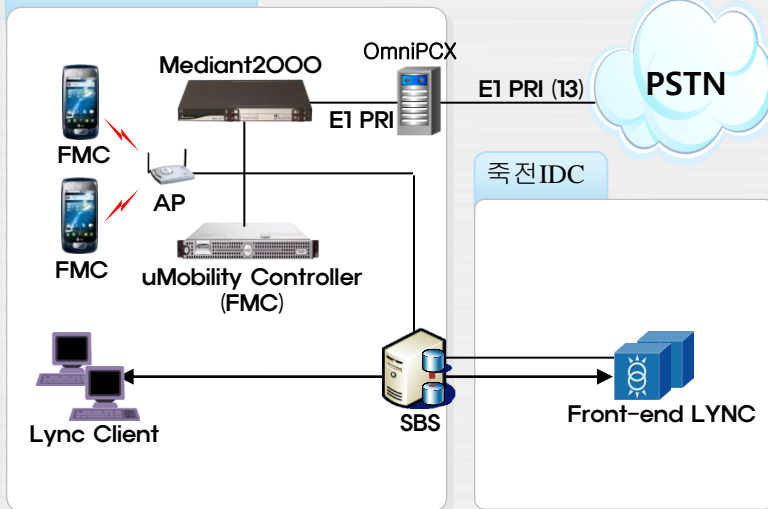 OmniPCX
Mediant2000
E1 PRI
E1 PRI (13)
PSTN
FMC
AP
FMC
uMobility Controller
(FMC)
죽전IDC
Lync Client
SBS
Front-end LYNC